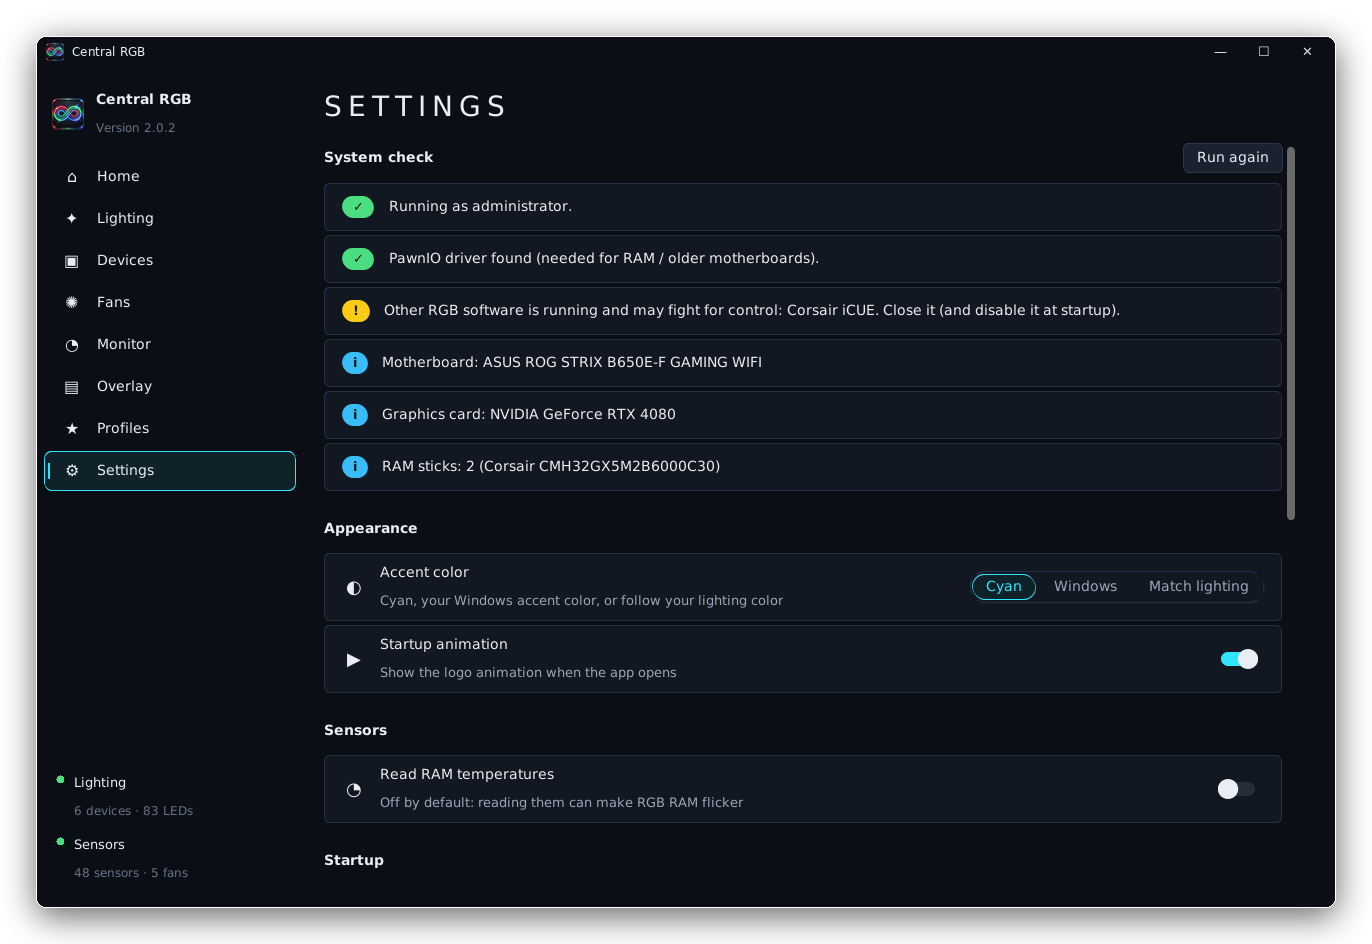 Central RGB
Central RGB
Version 2.0.2
Home
Lighting
Devices
Fans
Monitor
Overlay
Profiles
Settings
Lighting
6 devices · 83 LEDs
Sensors
48 sensors · 5 fans
SETTINGS
System check
Run again
Running as administrator.
PawnIO driver found (needed for RAM / older motherboards).
Other RGB software is running and may fight for control: Corsair iCUE. Close it (and disable it at startup).
Motherboard: ASUS ROG STRIX B650E-F GAMING WIFI
Graphics card: NVIDIA GeForce RTX 4080
RAM sticks: 2 (Corsair CMH32GX5M2B6000C30)
Appearance
Accent color
Cyan, your Windows accent color, or follow your lighting color
Cyan Windows Match lighting
Startup animation
Show the logo animation when the app opens
Sensors
Read RAM temperatures
Off by default: reading them can make RGB RAM flicker
Startup